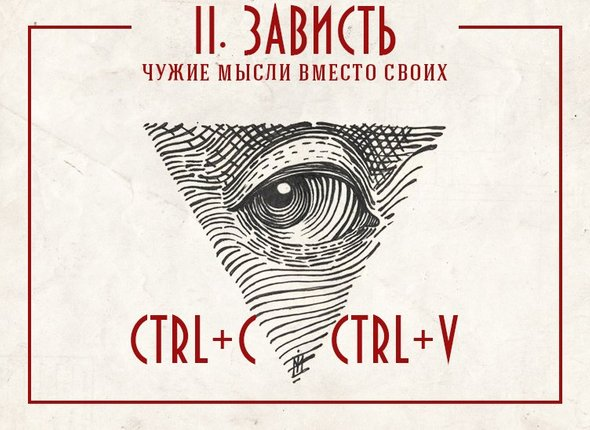 II. ЗАВИСТЬ
ЧУЖИЕ МЫСЛИ ВМЕСТО СВОИХ
CTRL+C CTRL+V